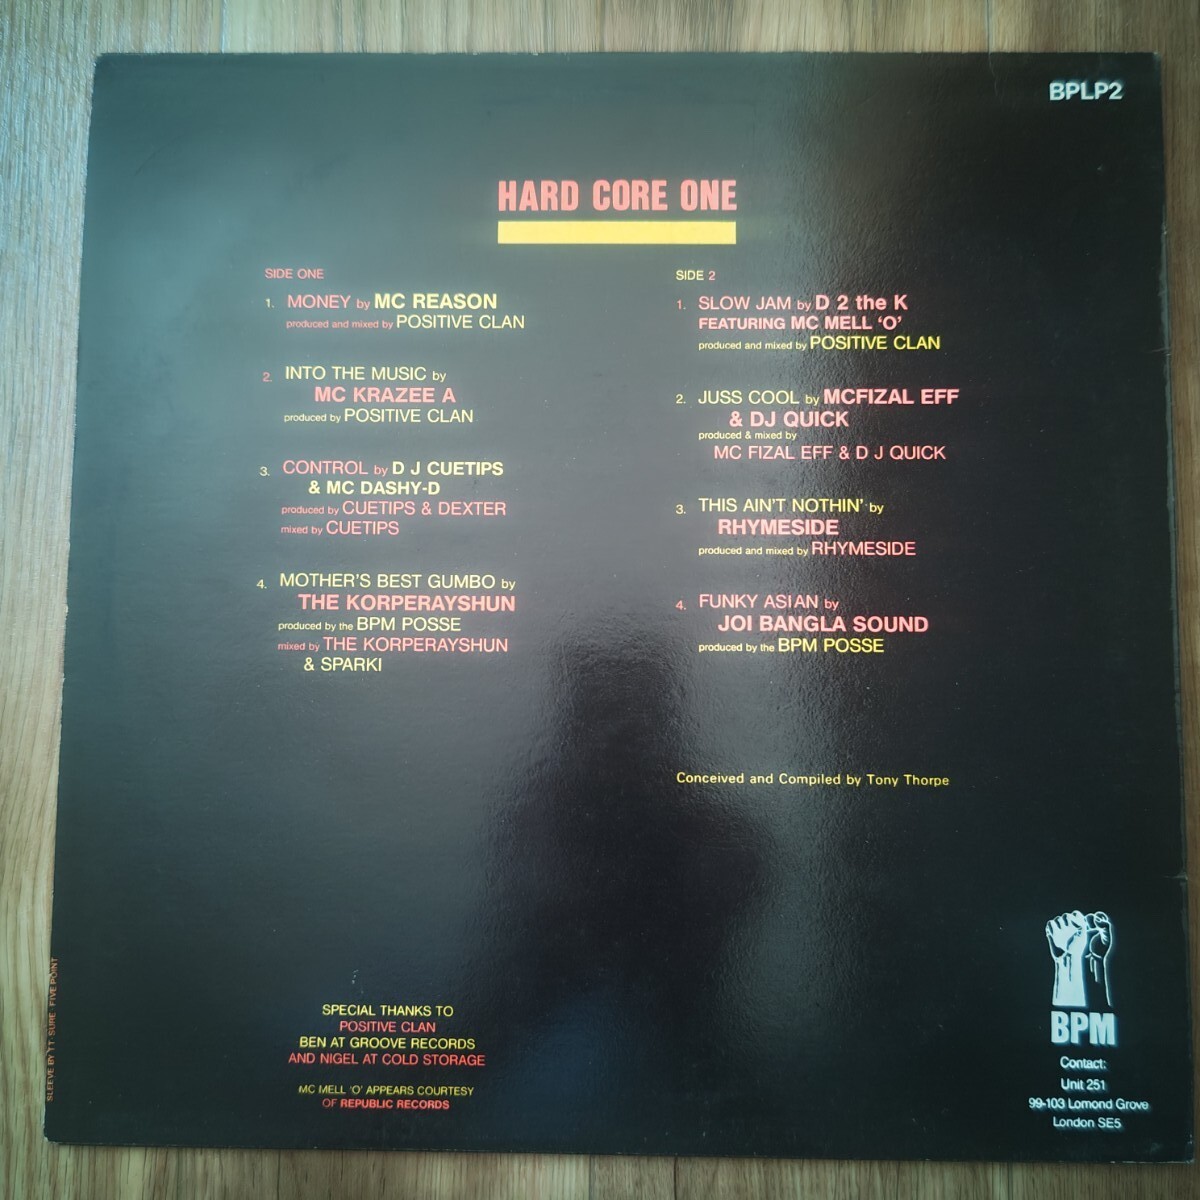 BPLP2
HARD CORE ONE
SIDE ONE
1. MONEY by MC REASON
produced and mixed by POSITIVE CLAN
2. INTO THE MUSIC by
MC KRAZEE A
produced by POSITIVE CLAN
3. CONTROL by D J CUETIPS
& MC DASHY-D
produced by CUETIPS & DEXTER
mixed by CUETIPS
4. MOTHER'S BEST GUMBO by
THE KORPERAYSHUN
produced by the BPM POSSE
mixed by THE KORPERAYSHUN
& SPARKI
SIDE 2
1. SLOW JAM by D 2 the K
FEATURING MC MELL 'O'
produced and mixed by POSITIVE CLAN
2. JUSS COOL by MCFIZAL EFF
& DJ QUICK
produced & mixed by
MC FIZAL EFF & D J QUICK
3. THIS AIN'T NOTHIN' by
RHYMESIDE
produced and mixed by RHYMESIDE
4. FUNKY ASIAN by
JOI BANGLA SOUND
produced by the BPM POSSE
Conceived and Compiled by Tony Thorpe
SPECIAL THANKS TO
POSITIVE CLAN
BEN AT GROOVE RECORDS
AND NIGEL AT COLD STORAGE
MC MELL 'O' APPEARS COURTESY
OF REPUBLIC RECORDS
SLEEVE BY T.T. SURE FIVE POINT
BPM
Contact:
Unit 251
99-103 Lomond Grove
London SE5